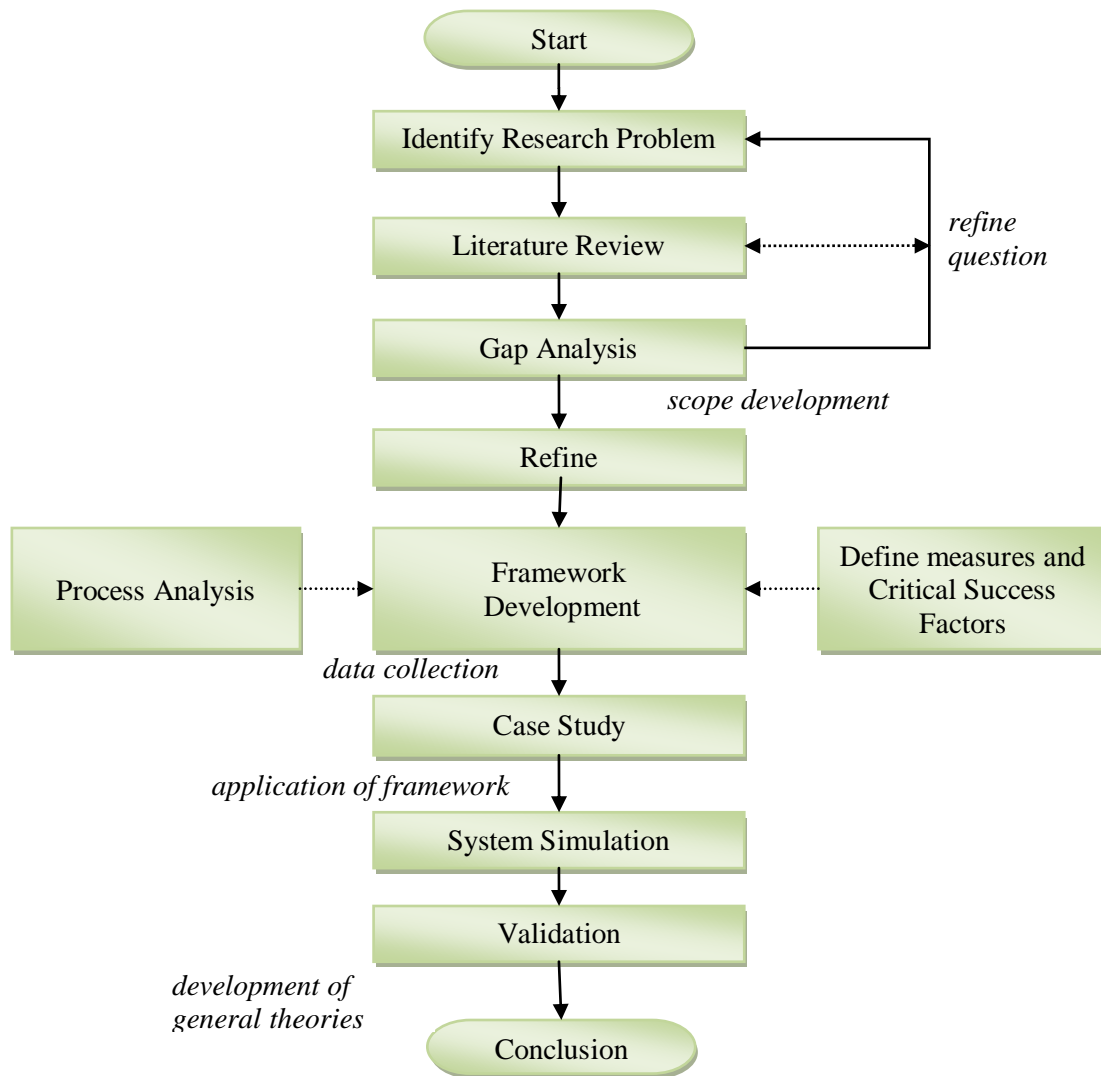 Start
Identify Research Problem
refine
question
Literature Review
Gap Analysis
scope development
Refine
Process Analysis
Framework
Development
Define measures and
Critical Success
Factors
data collection
Case Study
application of framework
System Simulation
Validation
development of
general theories
Conclusion